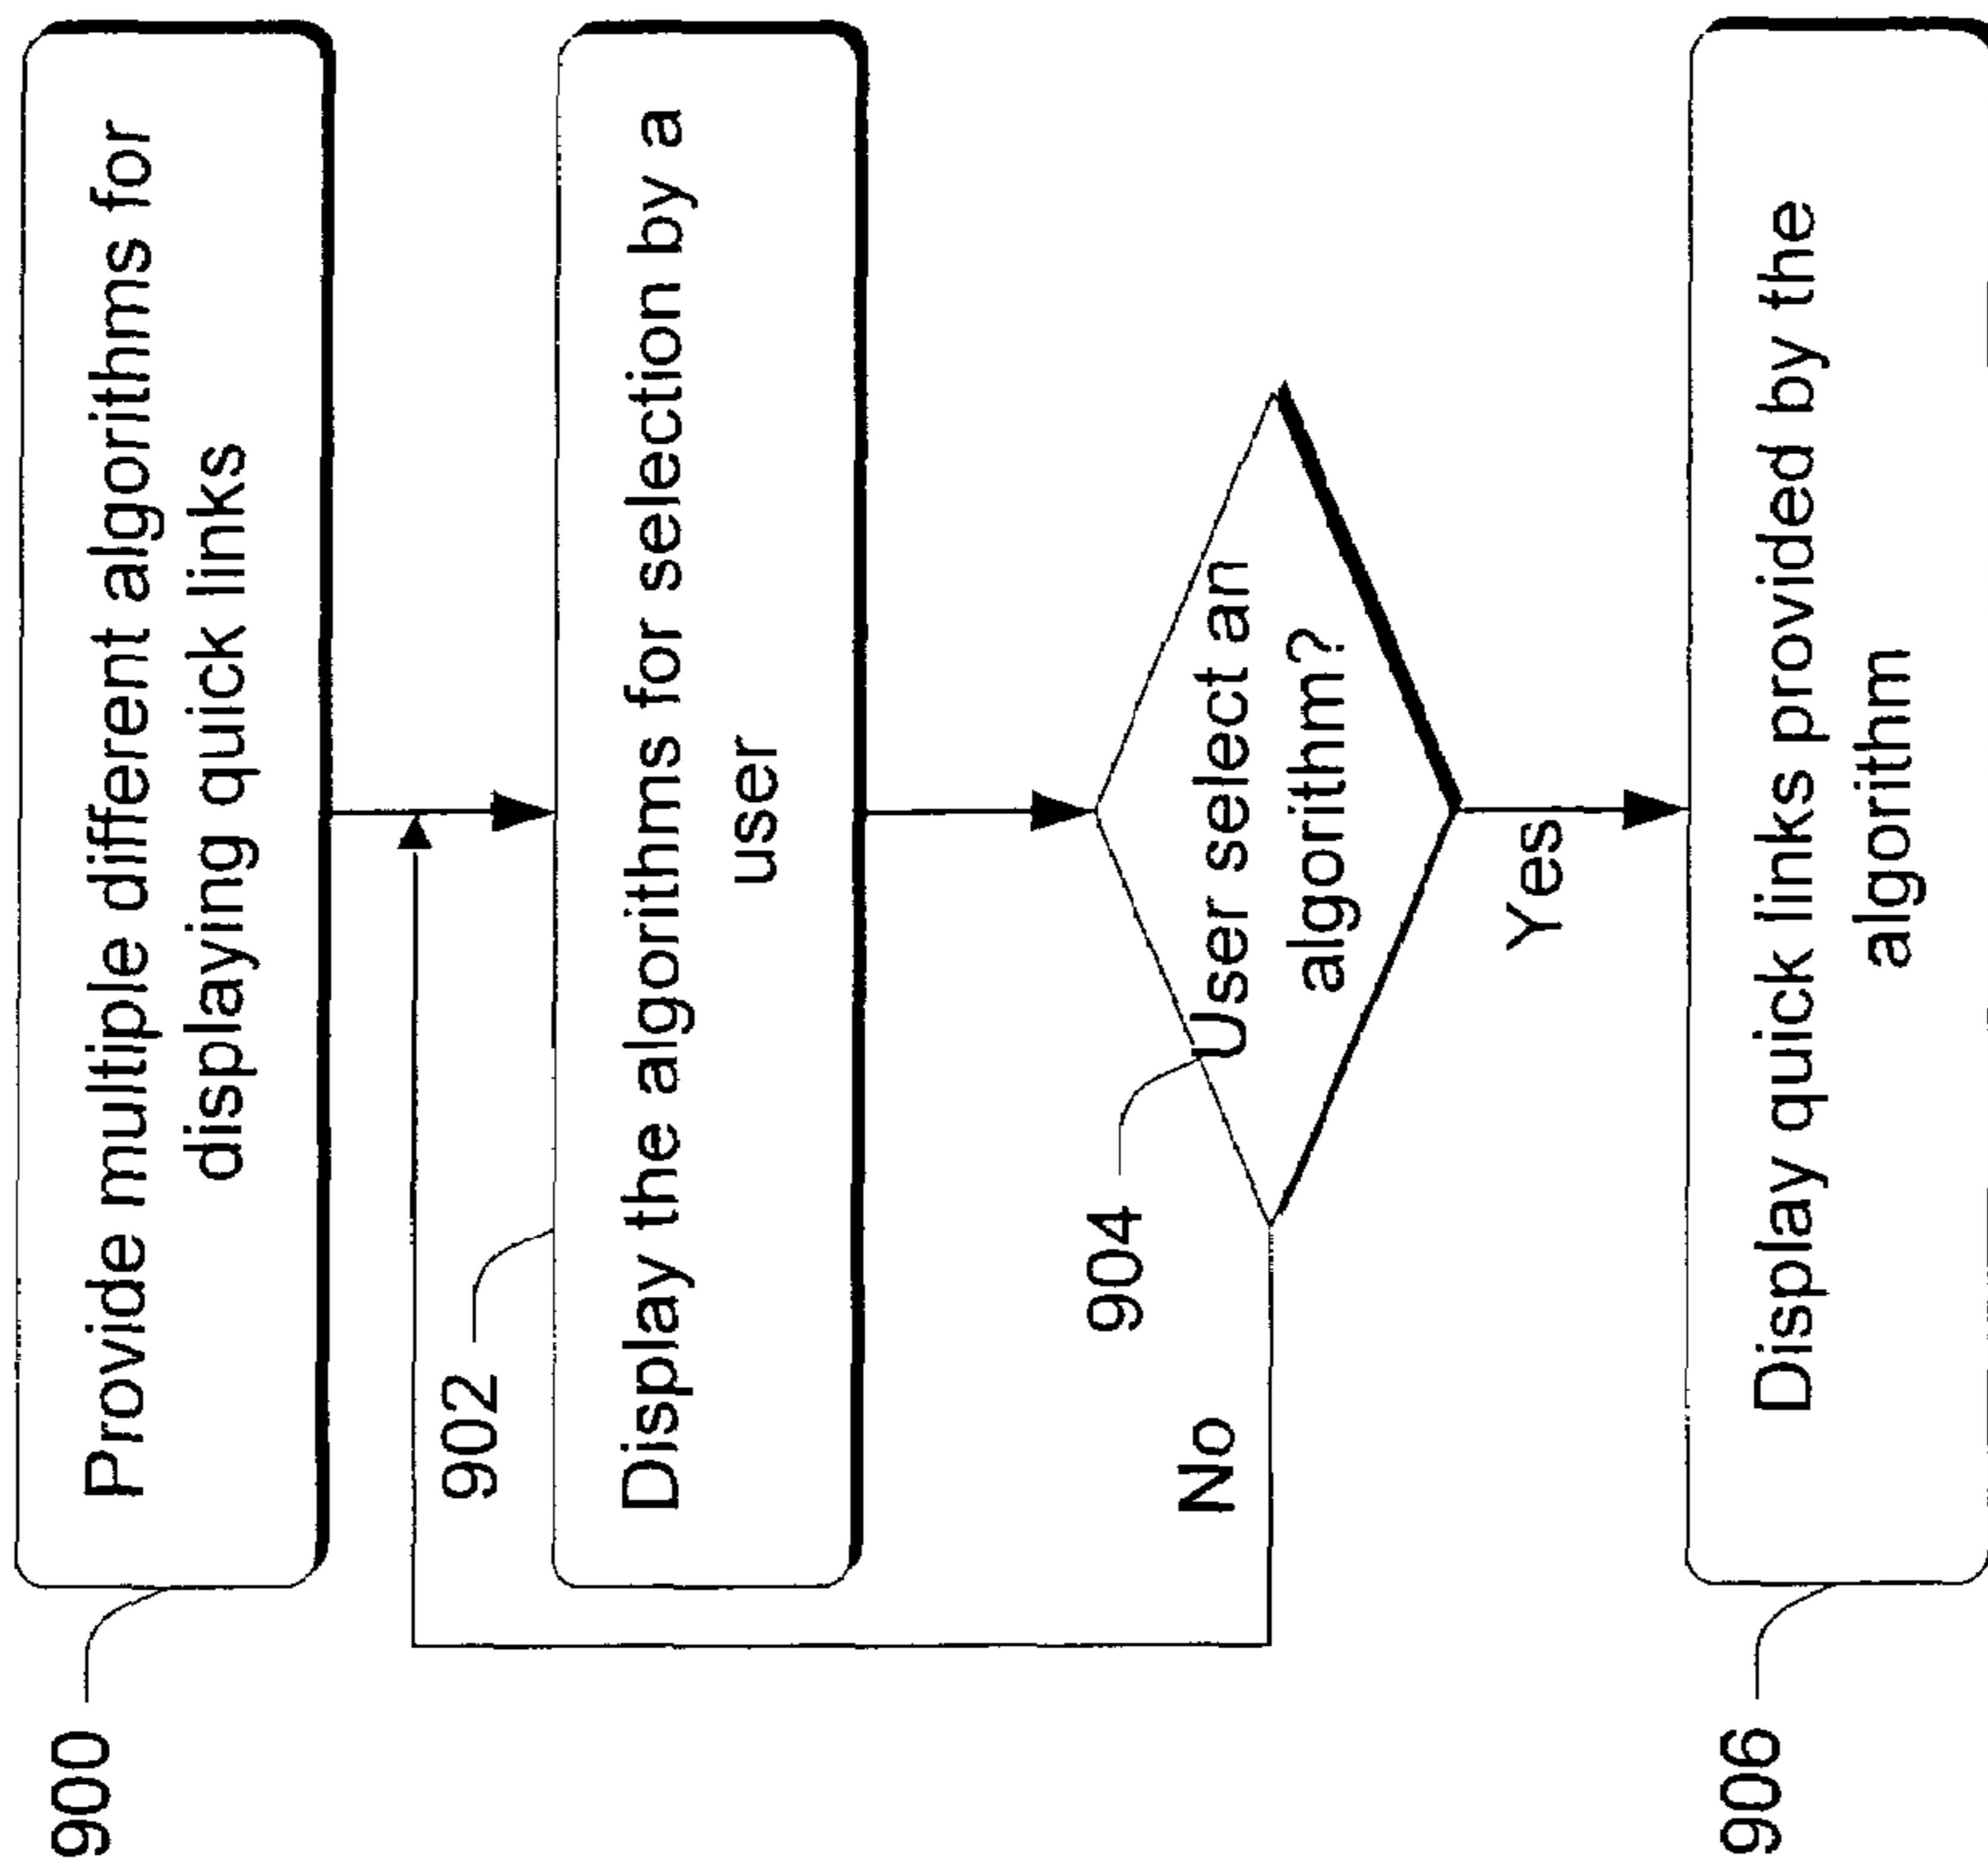 900
Provide multiple different algorithms for
displaying quick links
902
Display the algorithms for selection by a
user
904
User select an
algorithm?
No
Yes
906
Display quick links provided by the
algorithm